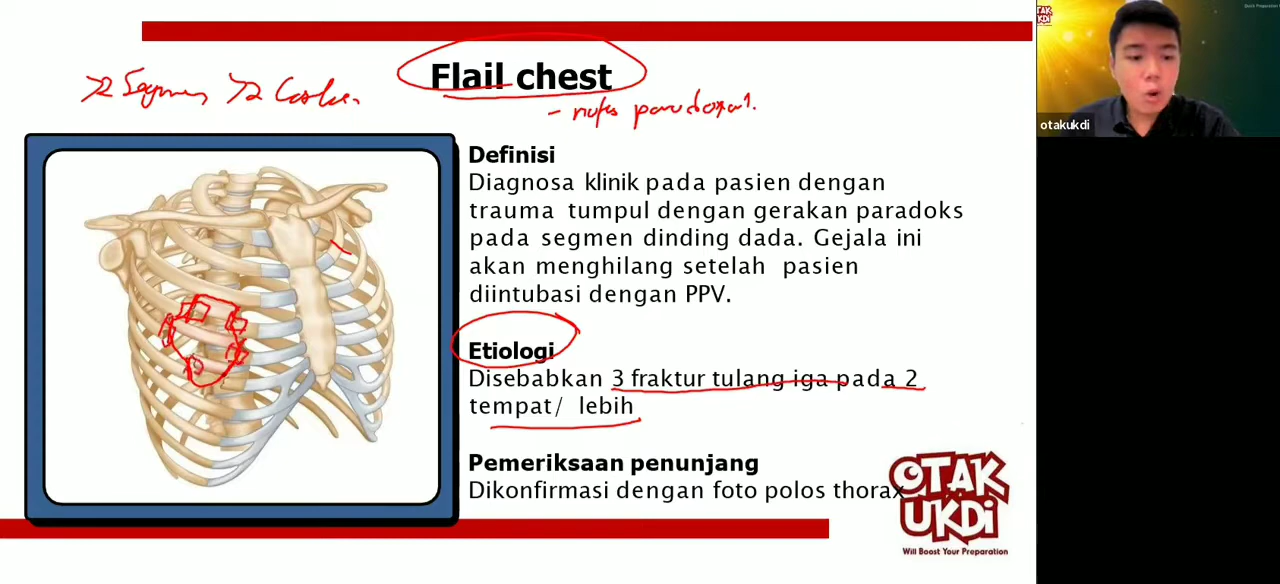 Flail chest
≥2 Segmen ≥2 Costae
- nafas paradoxal.
Definisi
Diagnosa klinik pada pasien dengan
trauma tumpul dengan gerakan paradoks
pada segmen dinding dada. Gejala ini
akan menghilang setelah pasien
diintubasi dengan PPV.
Etiologi
Disebabkan 3 fraktur tulang iga pada 2
tempat/ lebih
Pemeriksaan penunjang
Dikonfirmasi dengan foto polos thorax
OTAK
UKDi
Will Boost Your Preparation
OTAK
UKDi
otakukdi